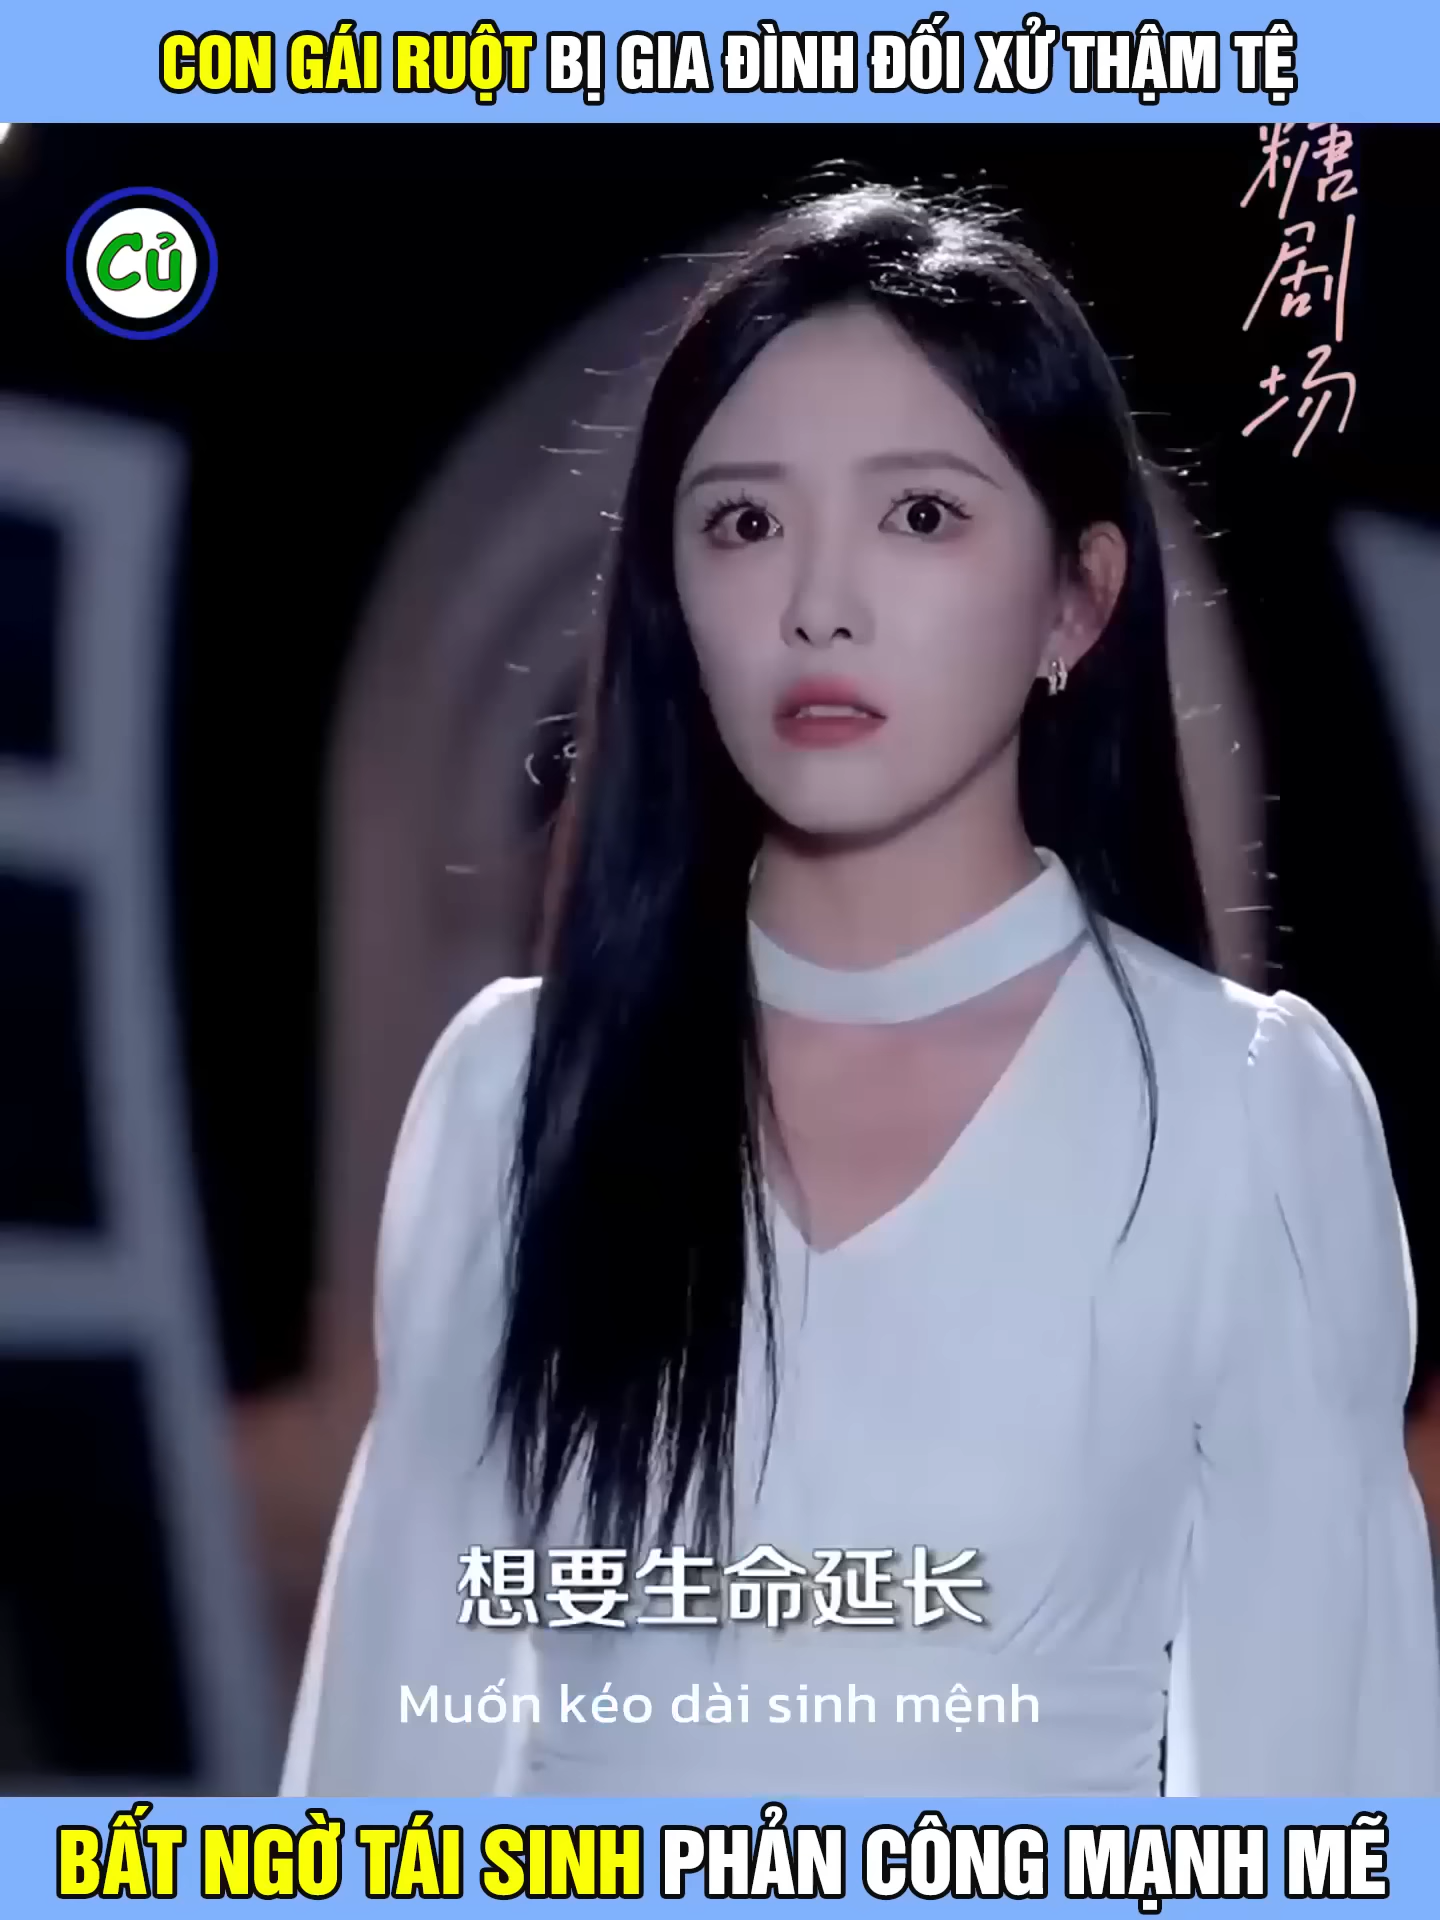 CON GÁI RUỘT BỊ GIA ĐÌNH ĐỐI XỬ THẬM TỆ
Củ
糖剧场
想要生命延长
Muốn kéo dài sinh mệnh
BẤT NGỜ TÁI SINH PHẢN CÔNG MẠNH MẼ